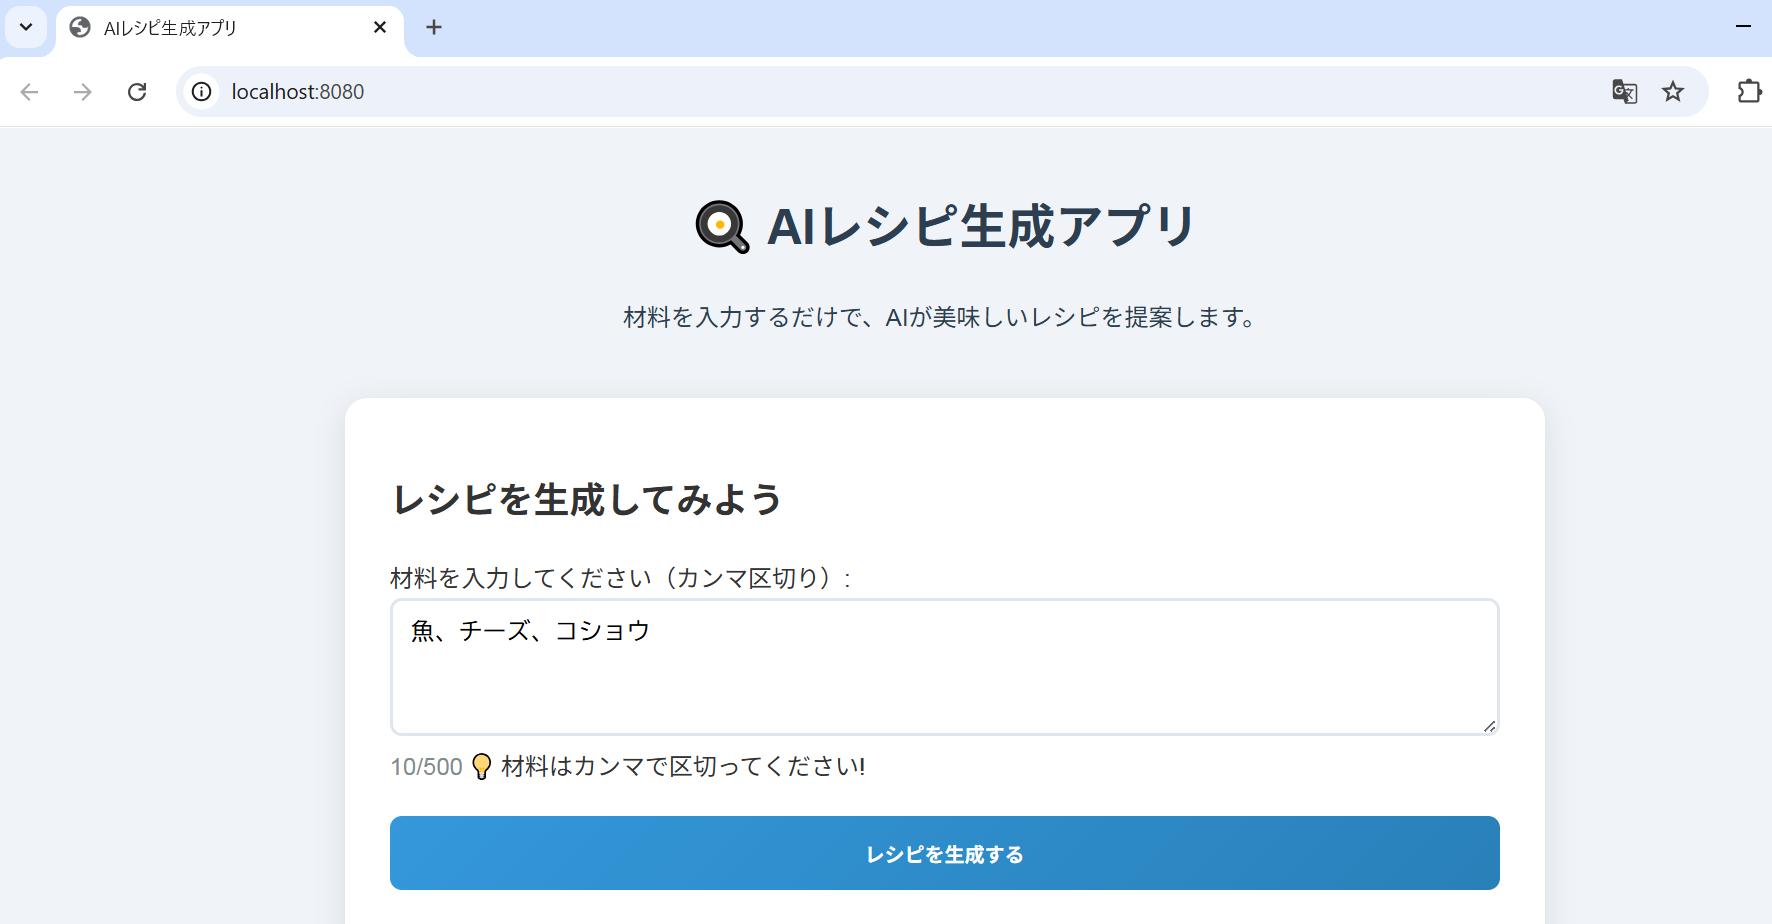 AIレシピ生成アプリ
localhost:8080
AIレシピ生成アプリ
材料を入力するだけで、AIが美味しいレシピを提案します。
レシピを生成してみよう
材料を入力してください（カンマ区切り）:
魚、チーズ、コショウ
10/500 💡 材料はカンマで区切ってください!
レシピを生成する